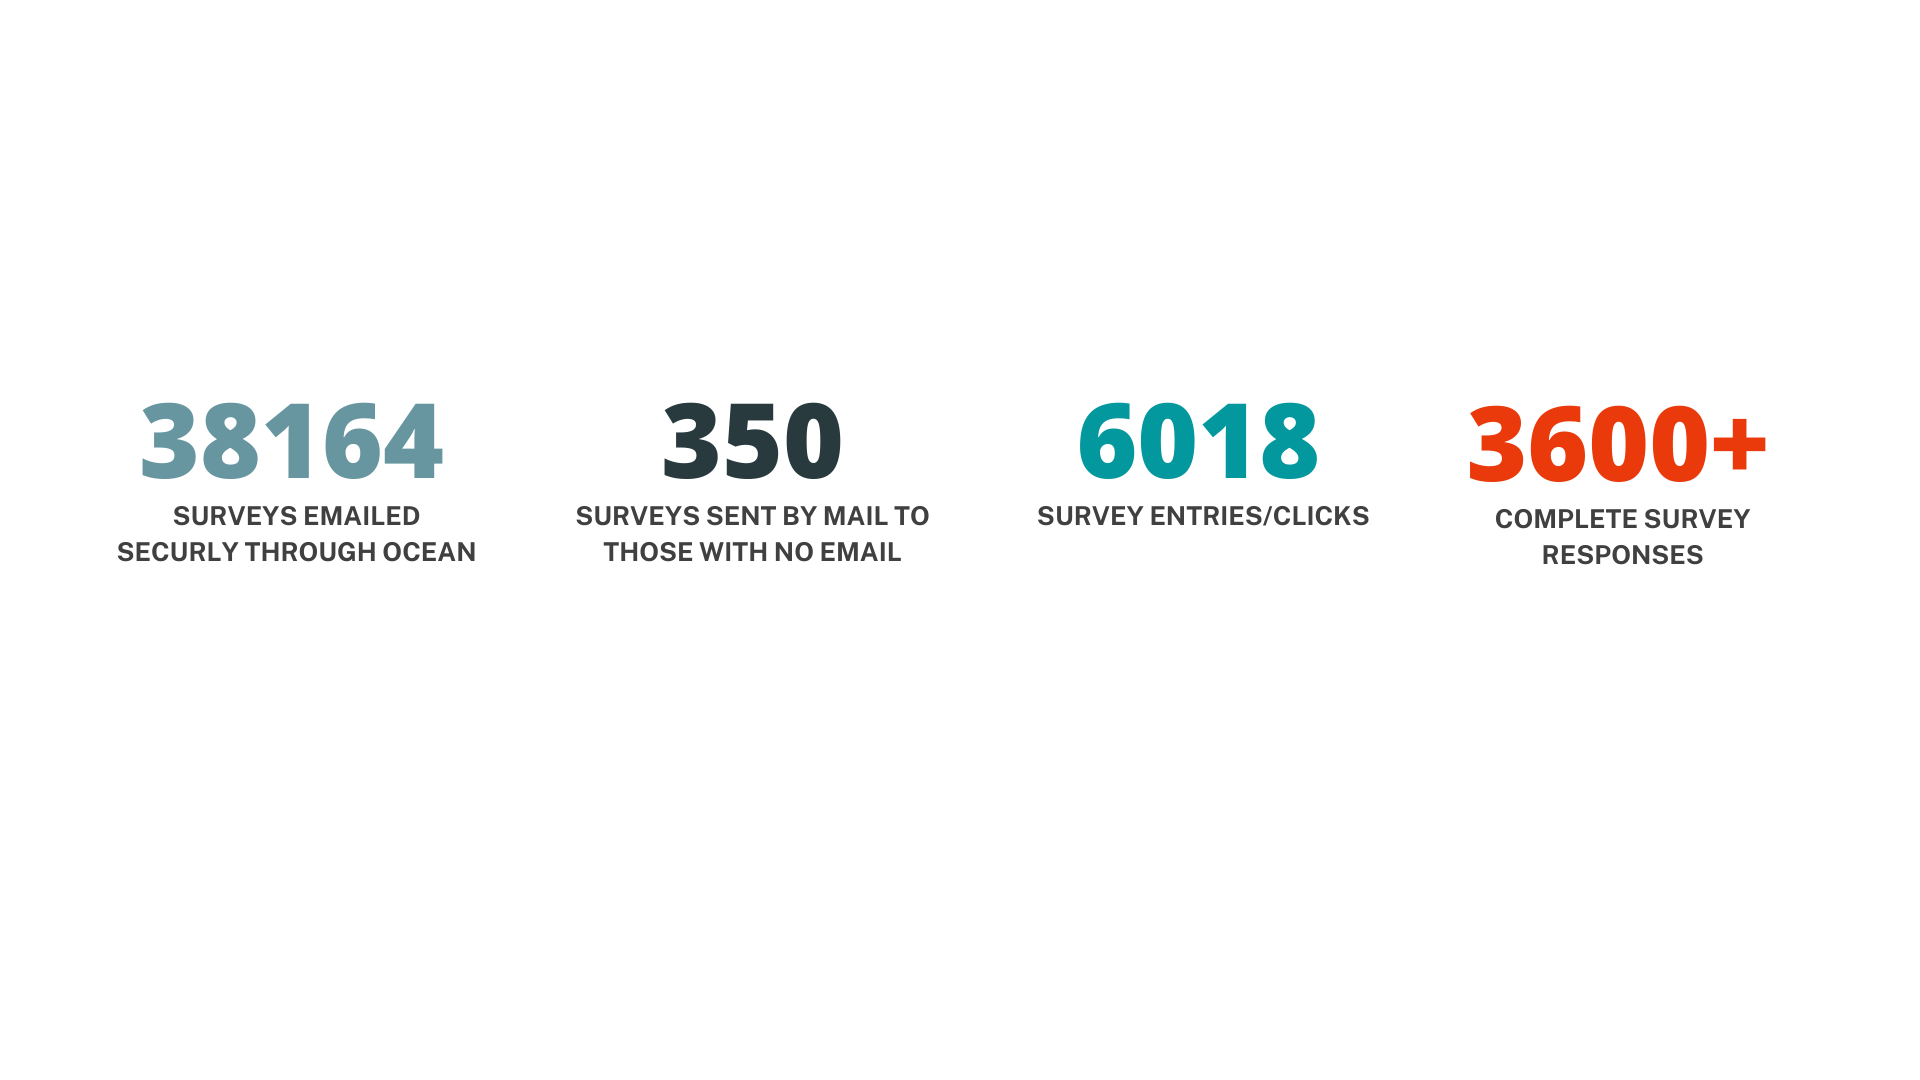 38164
SURVEYS EMAILED
SECURLY THROUGH OCEAN
350
SURVEYS SENT BY MAIL TO
THOSE WITH NO EMAIL
6018
SURVEY ENTRIES/CLICKS
3600+
COMPLETE SURVEY
RESPONSES